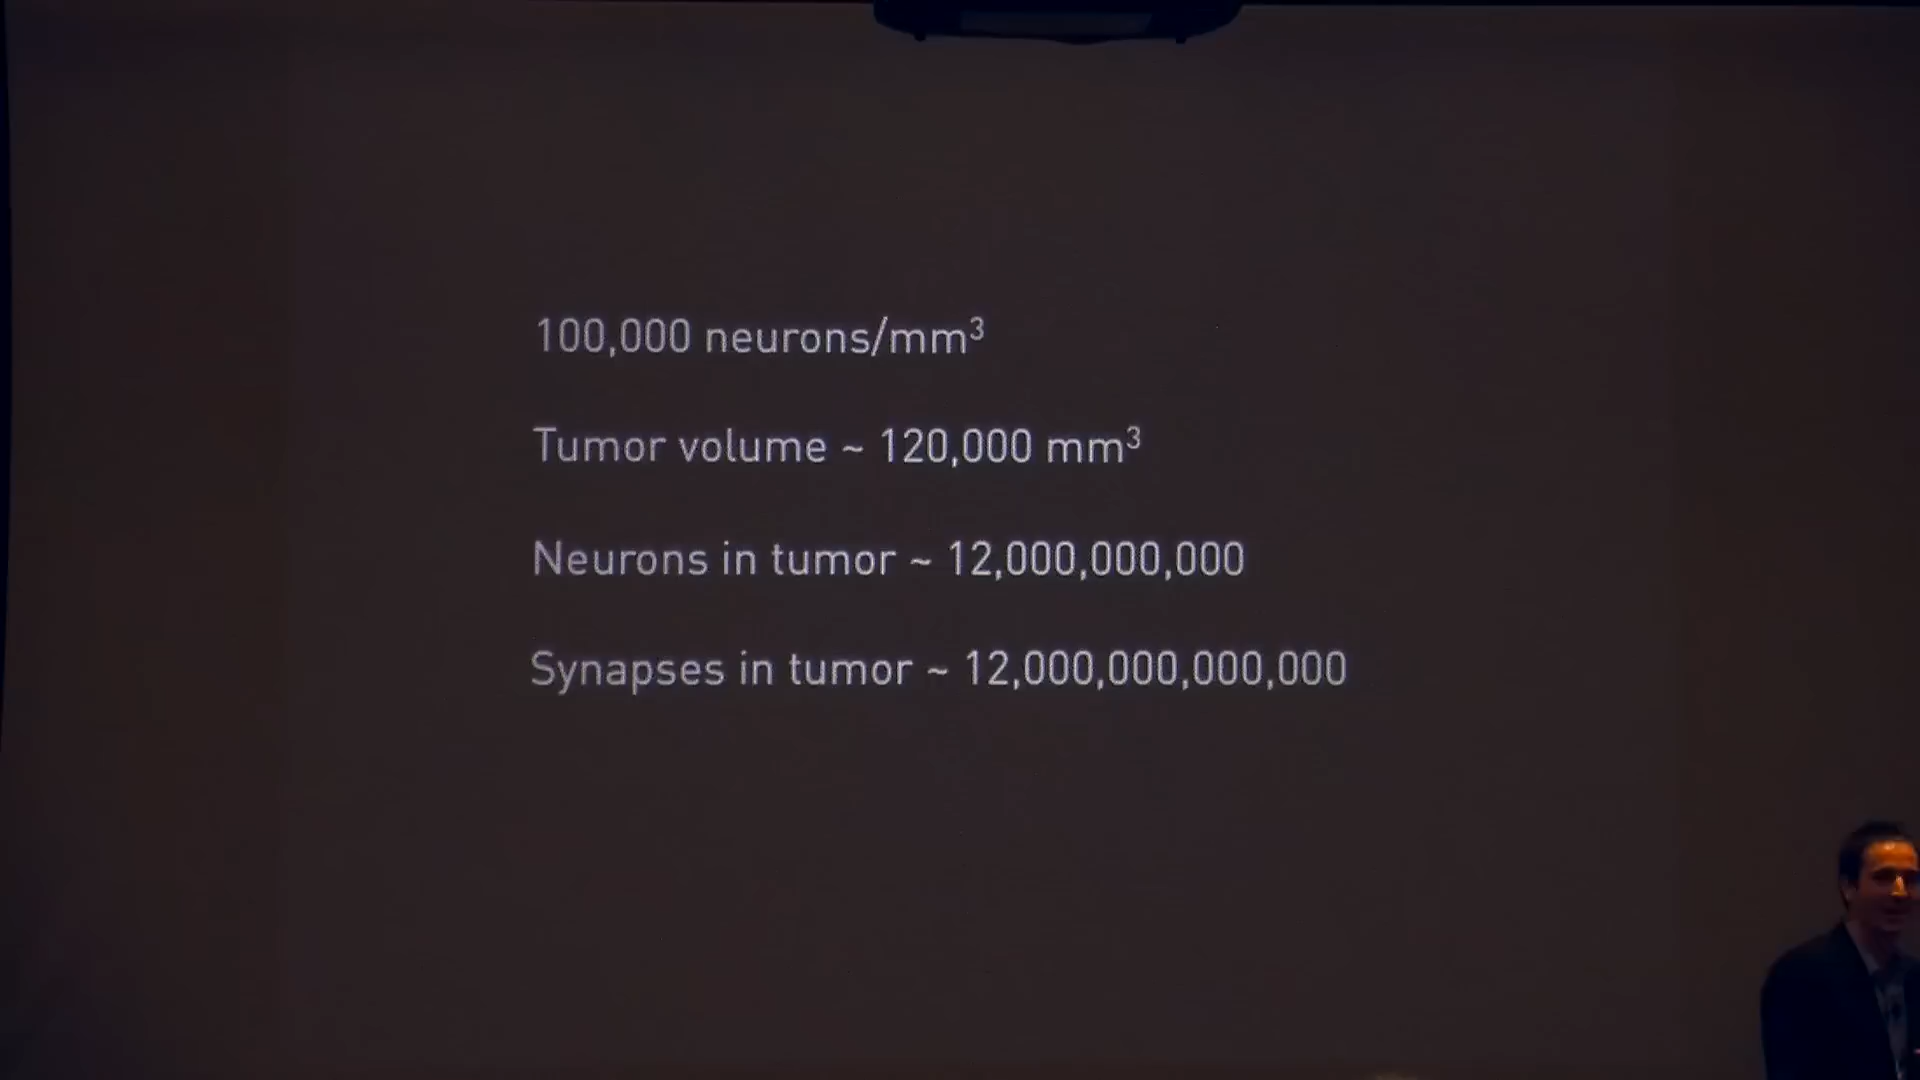 100,000 neurons/mm³
Tumor volume ~ 120,000 mm³
Neurons in tumor ~ 12,000,000,000
Synapses in tumor ~ 12,000,000,000,000